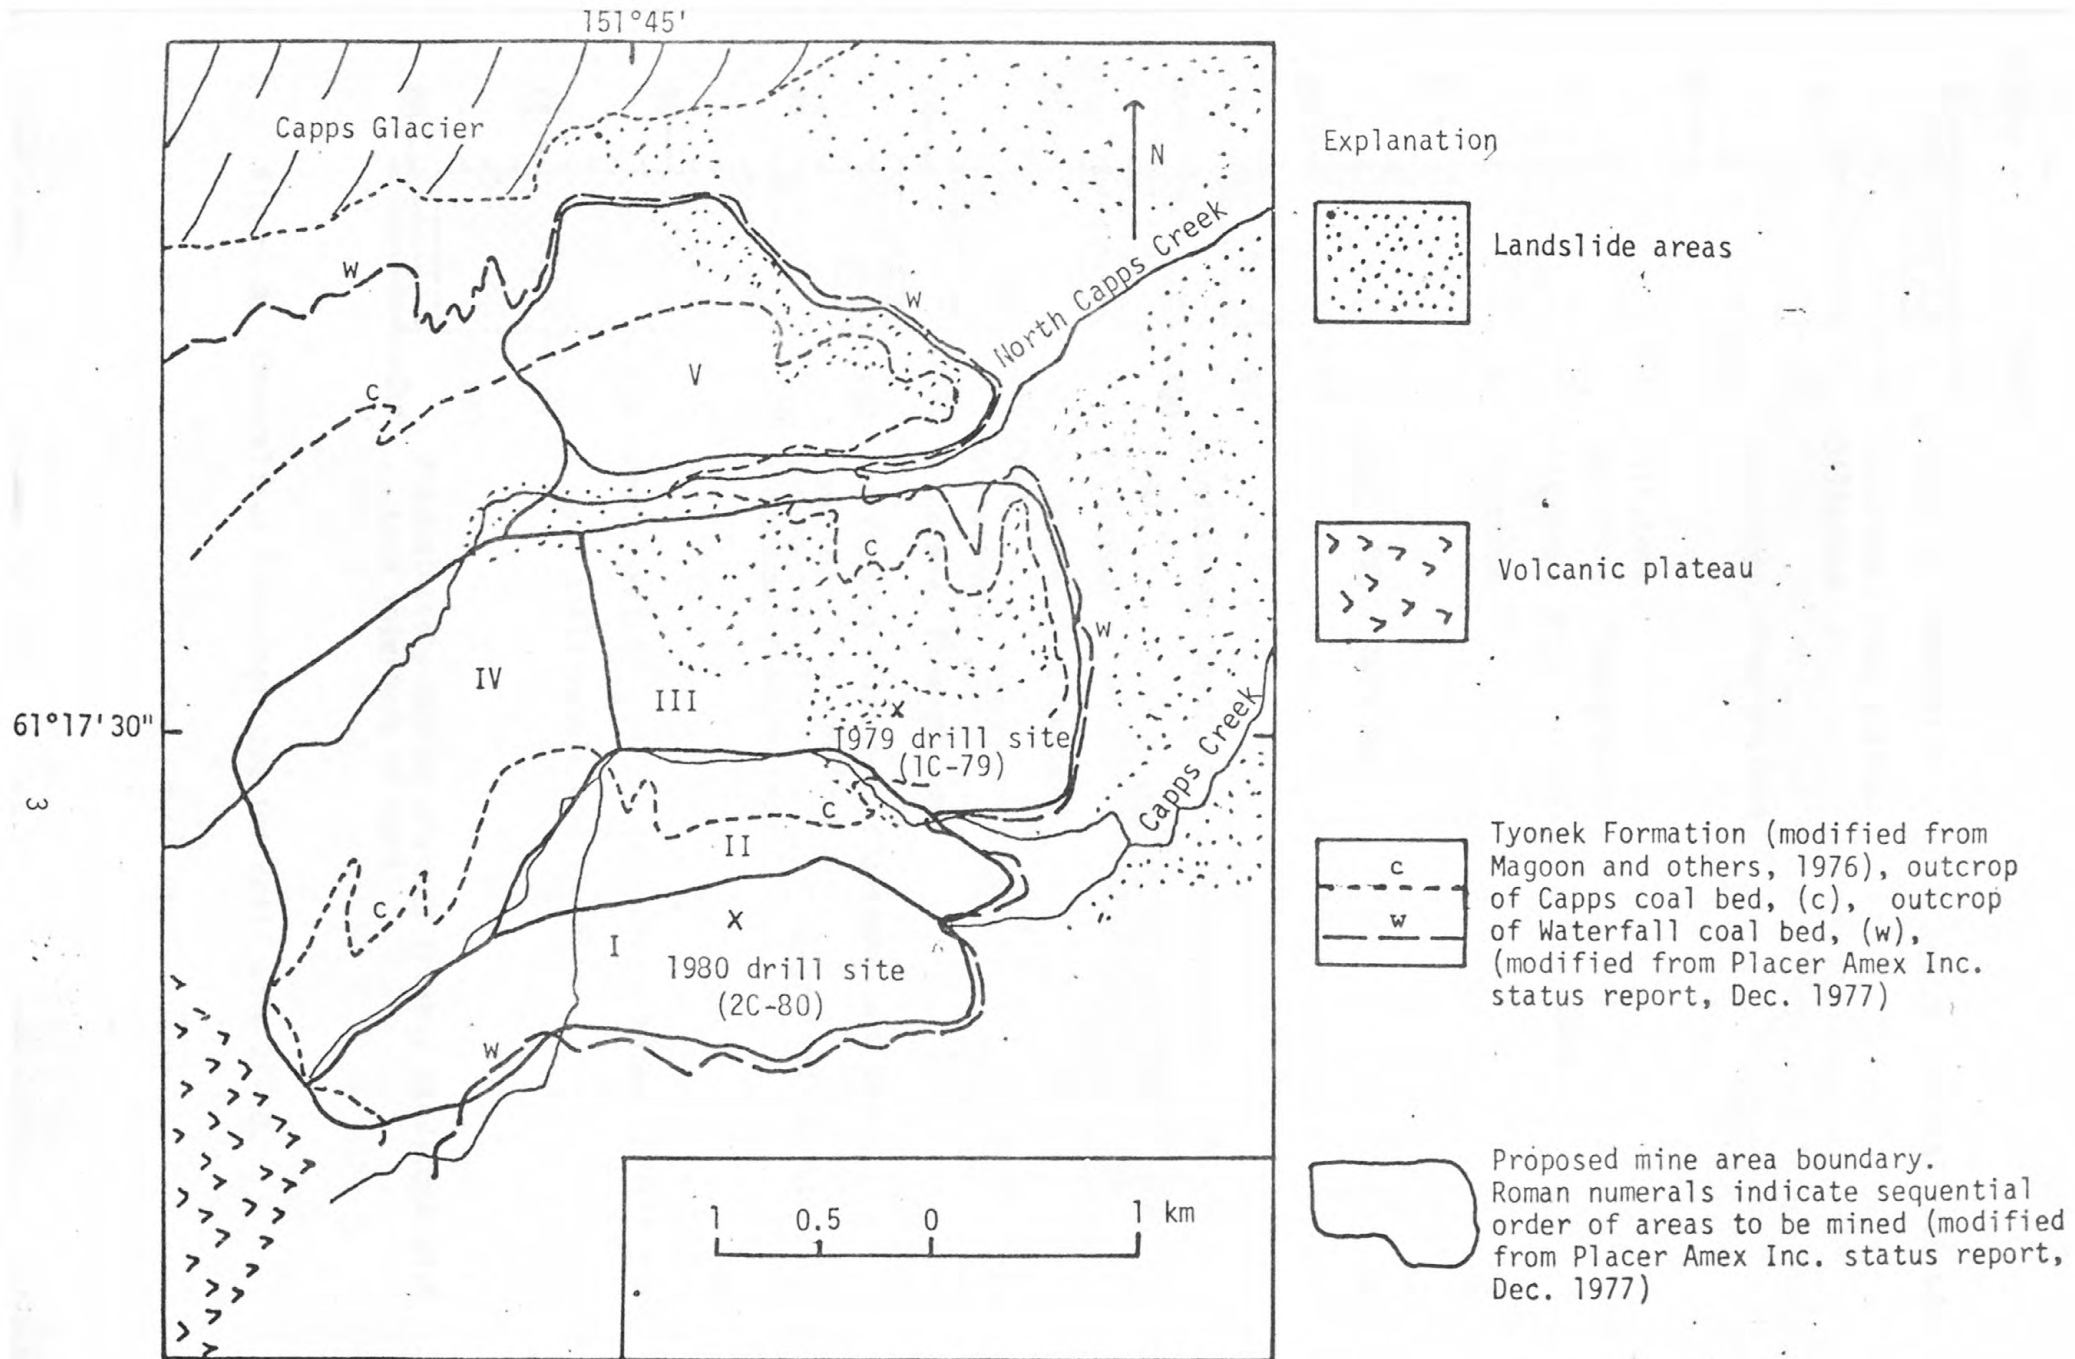 151°45'
Capps Glacier
N
North Capps Creek
w
w
c
V
c
w
IV
III
x
1979 drill site
(1C-79)
61°17'30"
Capps Creek
c
II
c
X
I
1980 drill site
(2C-80)
w
3
1 0.5 0 1 km
Explanation
Landslide areas
Volcanic plateau
c
w
Tyonek Formation (modified from
Magoon and others, 1976), outcrop
of Capps coal bed, (c), outcrop
of Waterfall coal bed, (w),
(modified from Placer Amex Inc.
status report, Dec. 1977)
Proposed mine area boundary.
Roman numerals indicate sequential
order of areas to be mined (modified
from Placer Amex Inc. status report,
Dec. 1977)